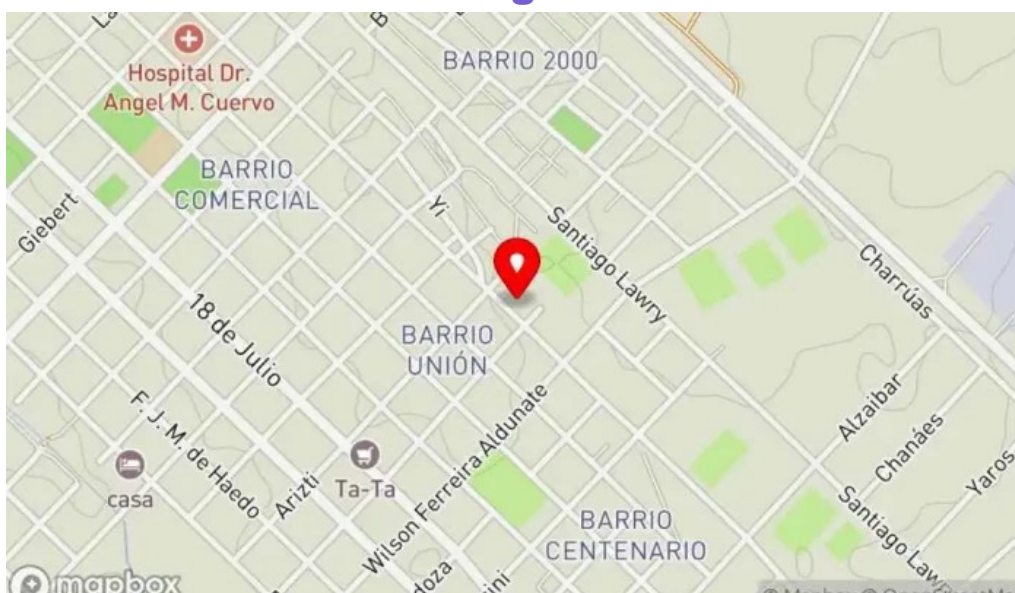 BARRIO 2000
Hospital Dr.
Angel M. Cuervo
BARRIO
COMERCIAL
Giebert
Yi
Santiago Lawry
Charrúas
18 de Julio
BARRIO
UNIÓN
F. J. M. de Haedo
Arizti
Ta-Ta
casa
Wilson Ferreira Aldunate
Alzaibar
Chanáes
Yaros
BARRIO
CENTENARIO
Santiago Lawry
mapbox